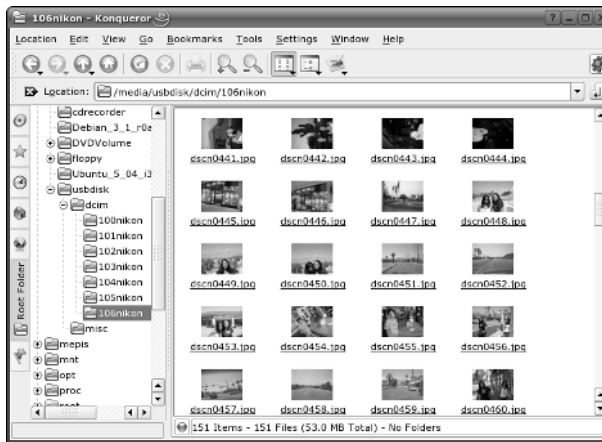 106nikon - Konqueror
Location Edit View Go Bookmarks Tools Settings Window Help
Location: /media/usbdisk/dcim/106nikon
cdrecorder
Debian_3_1_r0a
DVDVolume
floppy
Ubuntu_5_04_i3
usbdisk
dcim
100nikon
101nikon
102nikon
103nikon
104nikon
105nikon
106nikon
misc
mepis
mnt
opt
proc
root
Root Folder
dscn0441.jpg dscn0442.jpg dscn0443.jpg dscn0444.jpg
dscn0445.jpg dscn0446.jpg dscn0447.jpg dscn0448.jpg
dscn0449.jpg dscn0450.jpg dscn0451.jpg dscn0452.jpg
dscn0453.jpg dscn0454.jpg dscn0455.jpg dscn0456.jpg
dscn0457.jpg dscn0458.jpg dscn0459.jpg dscn0460.jpg
151 Items - 151 Files (53.0 MB Total) - No Folders